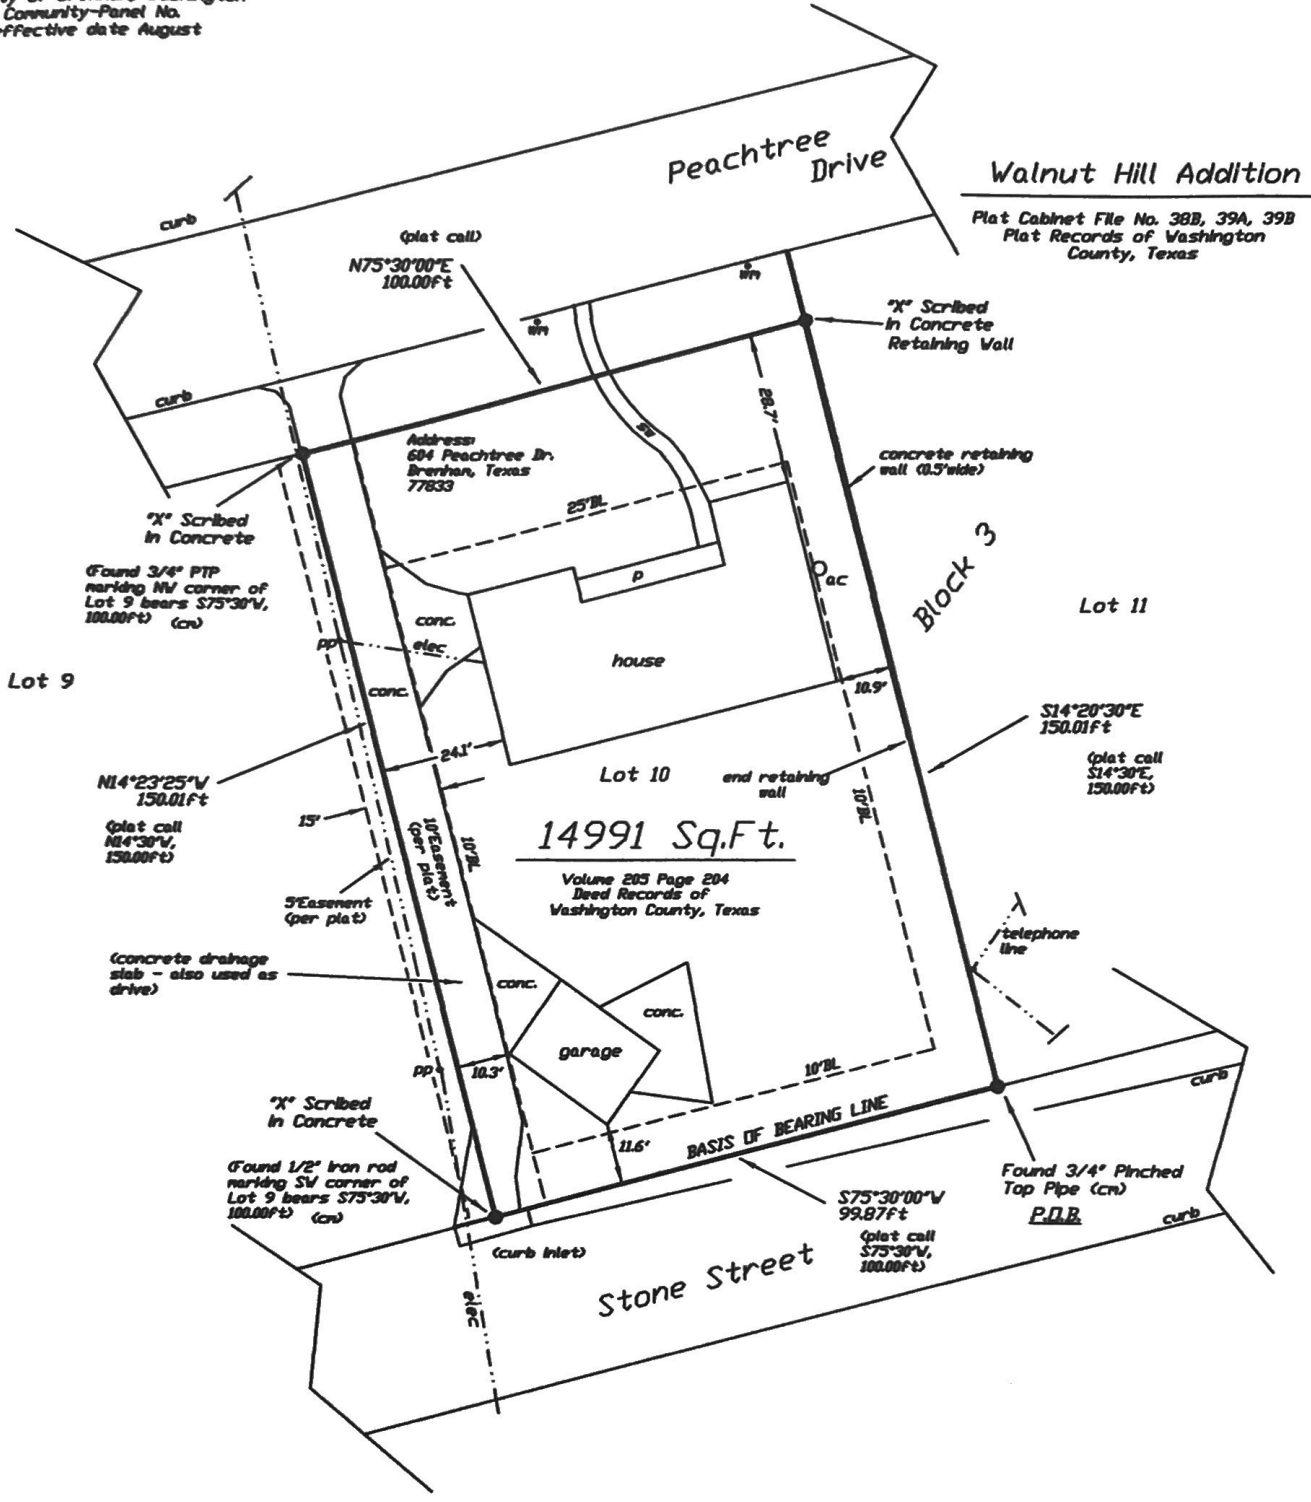 Community-Panel No.
effective date August
Peachtree
Drive
Walnut Hill Addition
Plat Cabinet File No. 38B, 39A, 39B
Plat Records of Washington
County, Texas
curb
(plat call)
N75°30'00"E
100.00ft
wm
wm
"X" Scribed
in Concrete
Retaining Wall
curb
Address:
604 Peachtree Dr.
Brenham, Texas
77833
sw
28.7'
concrete retaining
wall (0.5'wide)
25'BL
"X" Scribed
in Concrete
(Found 3/4" PTP
marking NW corner of
Lot 9 bears S75°30'W,
100.00ft) (cm)
p
ac
Block 3
Lot 11
conc.
elec
pp
house
Lot 9
conc.
10.9'
S14°20'30"E
150.01ft
(plat call
S14°30'E,
150.00ft)
24.1'
Lot 10
end retaining
wall
N14°23'25"W
150.01ft
(plat call
N14°30'W,
150.00ft)
15'
10'Easement
(per plat)
10'BL
10'BL
14991 Sq.Ft.
Volume 205 Page 204
Deed Records of
Washington County, Texas
5'Easement
(per plat)
telephone
line
(concrete drainage
slab - also used as
drive)
conc.
conc.
garage
10.3'
pp
10'BL
curb
"X" Scribed
in Concrete
BASIS OF BEARING LINE
11.6'
(Found 1/2" iron rod
marking SW corner of
Lot 9 bears S75°30'W,
100.00ft) (cm)
Found 3/4" Pinched
Top Pipe (cm)
P.O.B.
S75°30'00"W
99.87ft
(plat call
S75°30'W,
100.00ft)
curb
(curb inlet)
Stone Street
elec